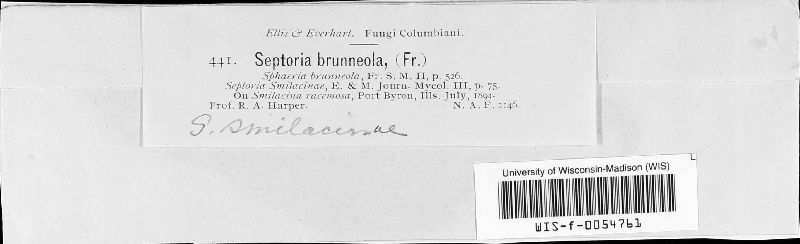 Ellis & Everhart. Fungi Columbiani.
441. Septoria brunneola, (Fr.)
Sphaeria brunneola, Fr. S. M. II, p. 526.
Septoria Smilacinae, E. & M. Journ. Mycol. III, p. 75.
On Smilacina racemosa, Port Byron, Ills. July, 1894.
Prof. R. A. Harper. N. A. F. 1146.
S. smilacinae
University of Wisconsin-Madison (WIS)
WIS-f-0054761